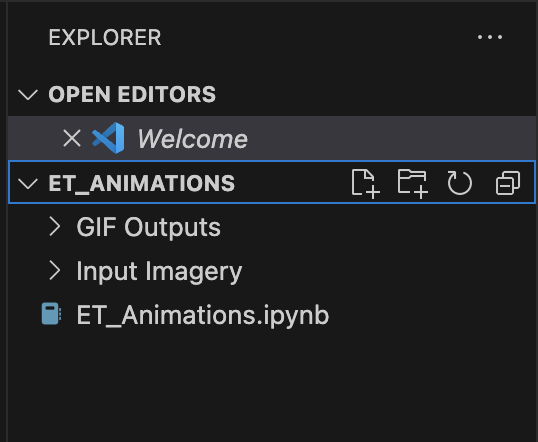 EXPLORER
OPEN EDITORS
Welcome
ET_ANIMATIONS
GIF Outputs
Input Imagery
ET_Animations.ipynb